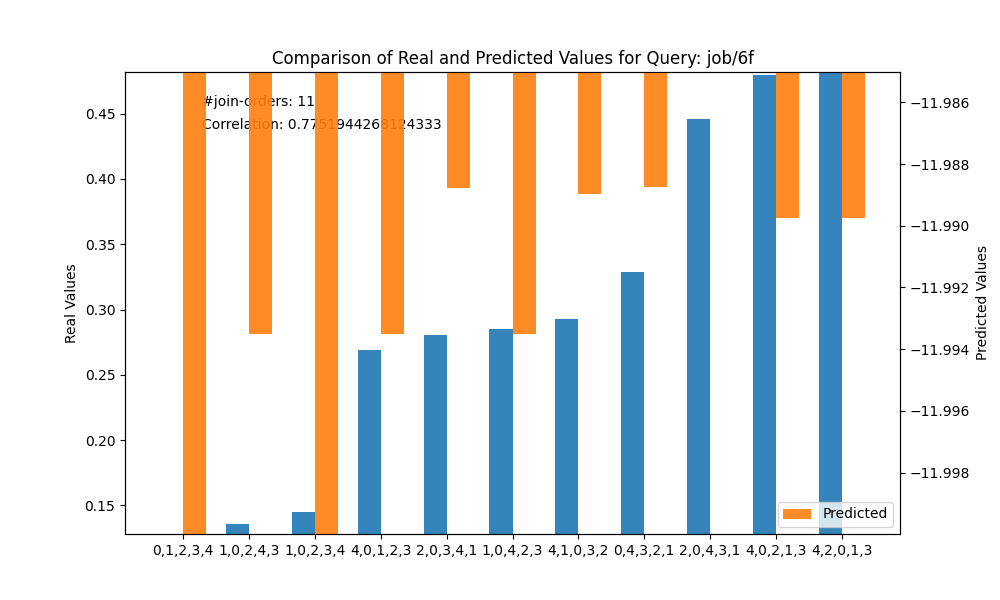 Comparison of Real and Predicted Values for Query: job/6f
#join-orders: 11
Correlation: 0.7751944268124333
0.45
0.40
0.35
0.30
0.25
0.20
0.15
Real Values
−11.986
−11.988
−11.990
−11.992
−11.994
−11.996
−11.998
Predicted Values
Predicted
0,1,2,3,4 1,0,2,4,3 1,0,2,3,4 4,0,1,2,3 2,0,3,4,1 1,0,4,2,3 4,1,0,3,2 0,4,3,2,1 2,0,4,3,1 4,0,2,1,3 4,2,0,1,3